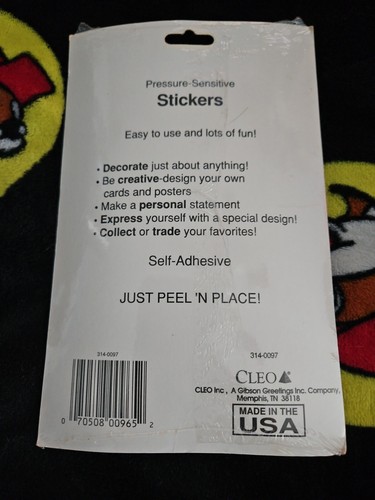 Pressure-Sensitive
Stickers
Easy to use and lots of fun!
• Decorate just about anything!
• Be creative-design your own
cards and posters
• Make a personal statement
• Express yourself with a special design!
• Collect or trade your favorites!
Self-Adhesive
JUST PEEL 'N PLACE!
314-0097
314-0097
CLEO
CLEO Inc., A Gibson Greetings Inc. Company,
Memphis, TN 38118
MADE IN THE
USA
0 70508 00965 2